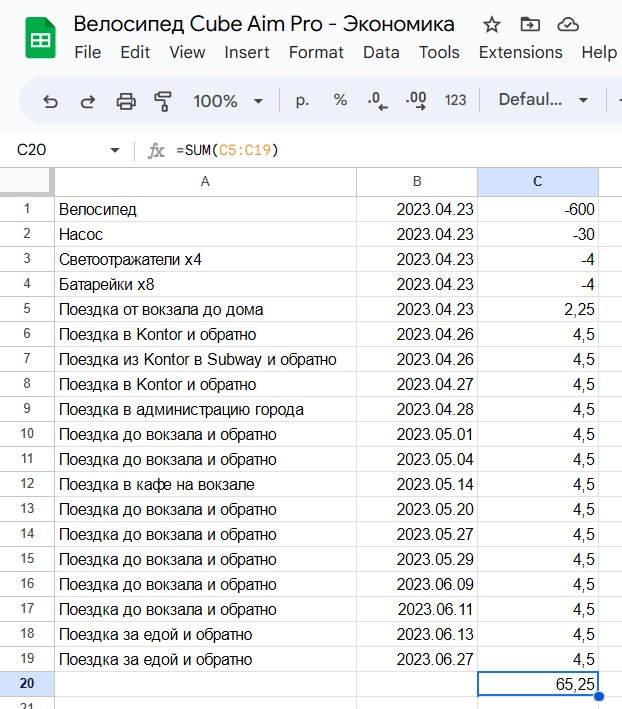 Велосипед Cube Aim Pro - Экономика
File Edit View Insert Format Data Tools Extensions Help
100% р. % .0 .00 123 Defaul...
C20 fx =SUM(C5:C19)
A B C
1 Велосипед 2023.04.23 -600
2 Насос 2023.04.23 -30
3 Светоотражатели x4 2023.04.23 -4
4 Батарейки x8 2023.04.23 -4
5 Поездка от вокзала до дома 2023.04.23 2,25
6 Поездка в Kontor и обратно 2023.04.26 4,5
7 Поездка из Kontor в Subway и обратно 2023.04.26 4,5
8 Поездка в Kontor и обратно 2023.04.27 4,5
9 Поездка в администрацию города 2023.04.28 4,5
10 Поездка до вокзала и обратно 2023.05.01 4,5
11 Поездка до вокзала и обратно 2023.05.04 4,5
12 Поездка в кафе на вокзале 2023.05.14 4,5
13 Поездка до вокзала и обратно 2023.05.20 4,5
14 Поездка до вокзала и обратно 2023.05.27 4,5
15 Поездка до вокзала и обратно 2023.05.29 4,5
16 Поездка до вокзала и обратно 2023.06.09 4,5
17 Поездка до вокзала и обратно 2023.06.11 4,5
18 Поездка за едой и обратно 2023.06.13 4,5
19 Поездка за едой и обратно 2023.06.27 4,5
20 65,25
21